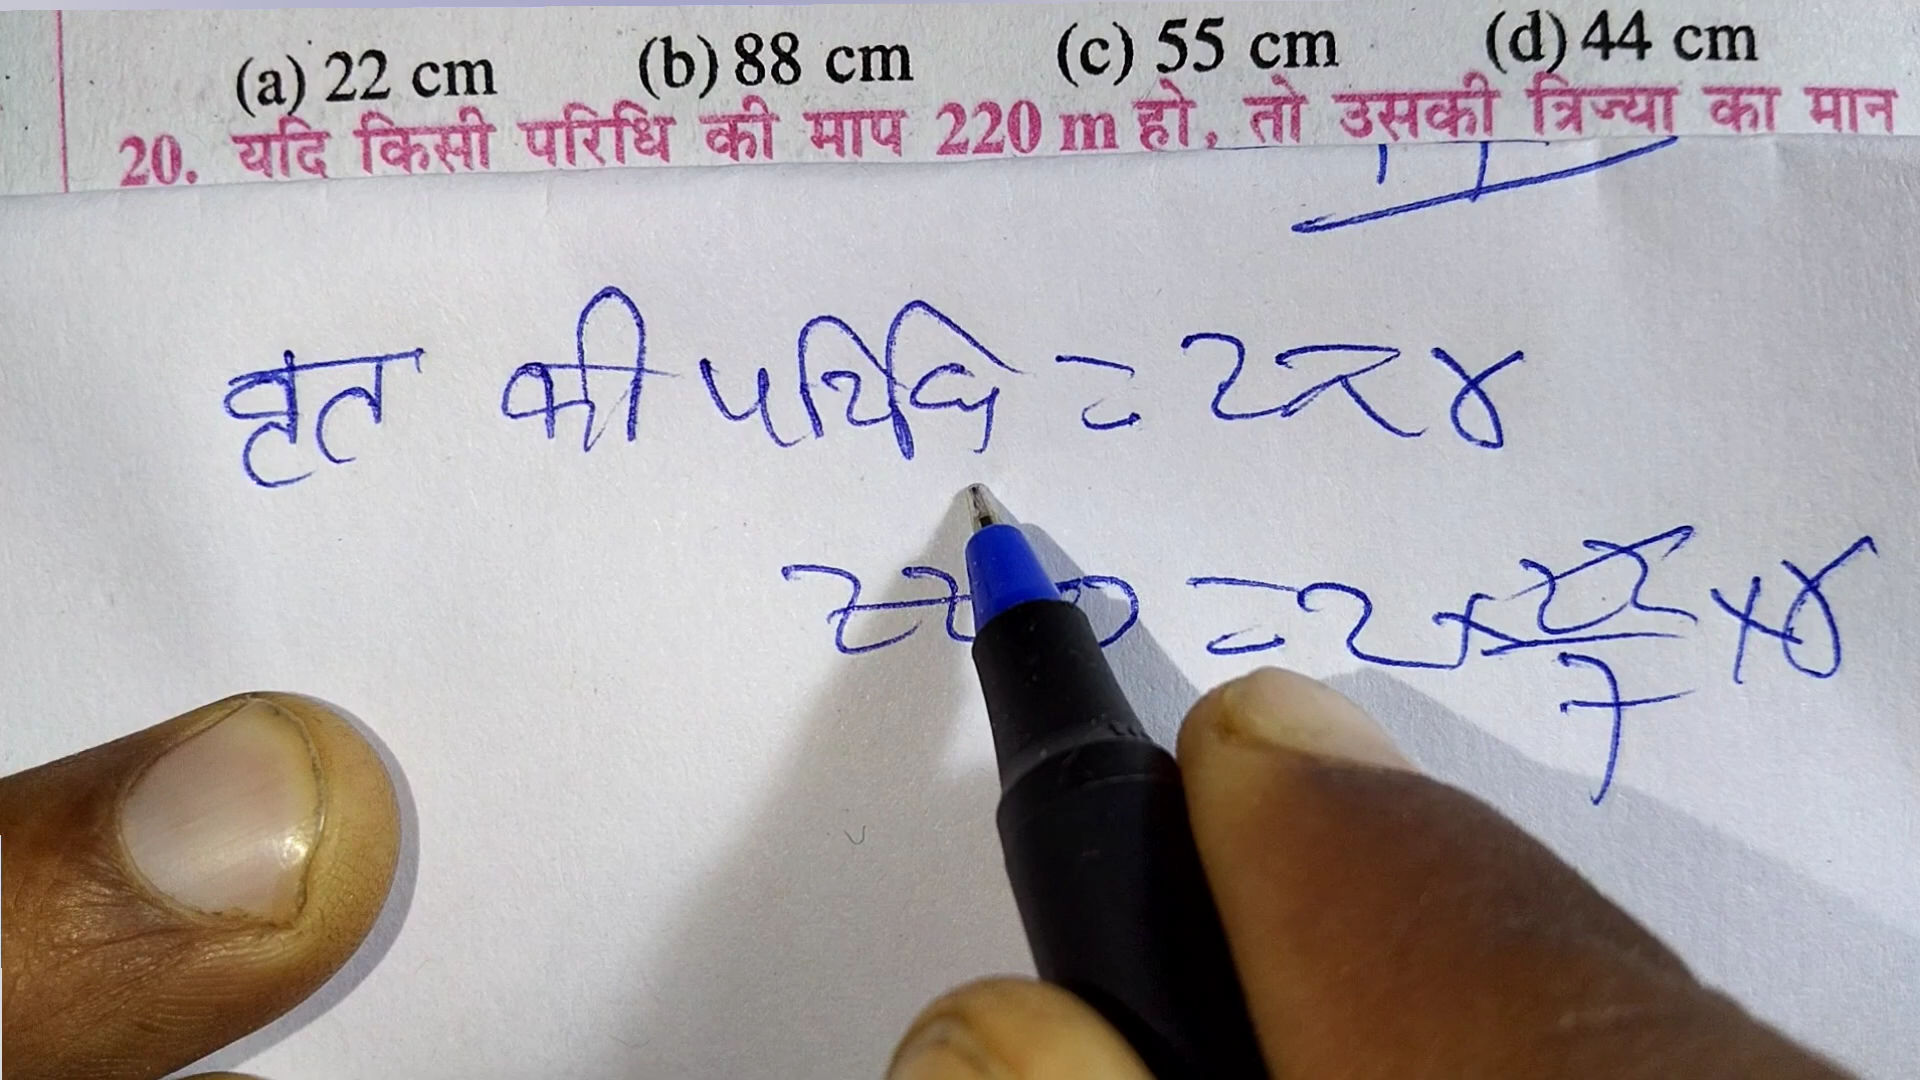 (a) 22 cm (b) 88 cm (c) 55 cm (d) 44 cm
20. यदि किसी परिधि की माप 220 m हो, तो उसकी त्रिज्या का मान
वृत की परिधि = 2πr
220 = 2 × 22/7 × r